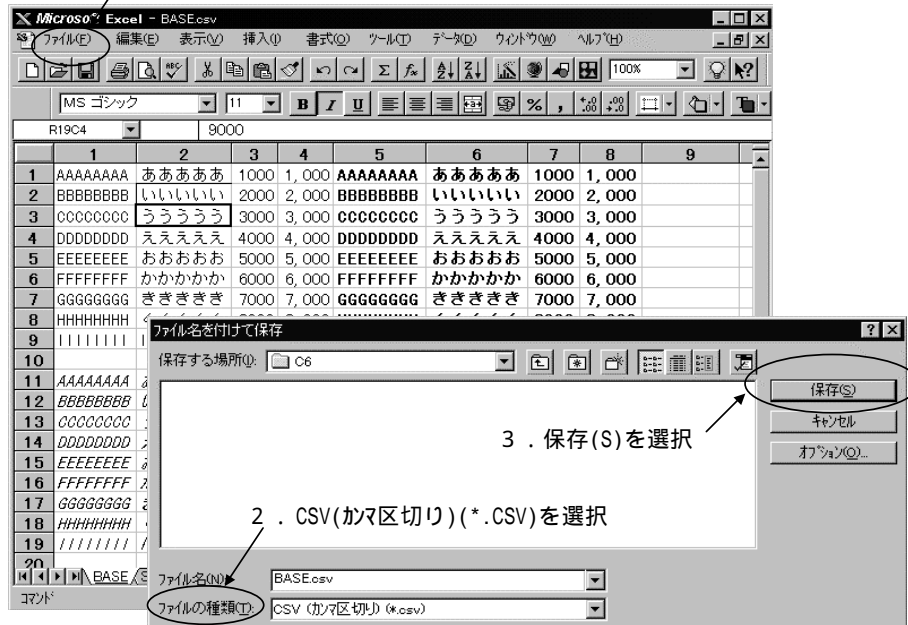 Microsoft Excel - BASE.csv
ファイル(F) 編集(E) 表示(V) 挿入(I) 書式(O) ツール(T) データ(D) ウィンドウ(W) ヘルプ(H)
100%
MS ゴシック 11 B I U % ,
R19C4 9000
1 2 3 4 5 6 7 8 9
1 AAAAAAAA あああああ 1000 1,000 AAAAAAAA あああああ 1000 1,000
2 BBBBBBBB いいいいい 2000 2,000 BBBBBBBB いいいいい 2000 2,000
3 CCCCCCCC ううううう 3000 3,000 CCCCCCCC ううううう 3000 3,000
4 DDDDDDDD えええええ 4000 4,000 DDDDDDDD えええええ 4000 4,000
5 EEEEEEEE おおおおお 5000 5,000 EEEEEEEE おおおおお 5000 5,000
6 FFFFFFFF かかかかか 6000 6,000 FFFFFFFF かかかかか 6000 6,000
7 GGGGGGGG ききききき 7000 7,000 GGGGGGGG ききききき 7000 7,000
8 HHHHHHHH
9 IIIIIIII
10
11 AAAAAAAA
12 BBBBBBBB
13 CCCCCCCC
14 DDDDDDDD
15 EEEEEEEE
16 FFFFFFFF
17 GGGGGGGG
18 HHHHHHHH
19 IIIIIIII
20
BASE
コマンド
ファイル名を付けて保存
保存する場所(I): C6
保存(S)
キャンセル
オプション(O)...
3.保存(S)を選択
2.CSV(カンマ区切り)(*.CSV)を選択
ファイル名(N): BASE.csv
ファイルの種類(T): CSV (カンマ区切り) (*.csv)